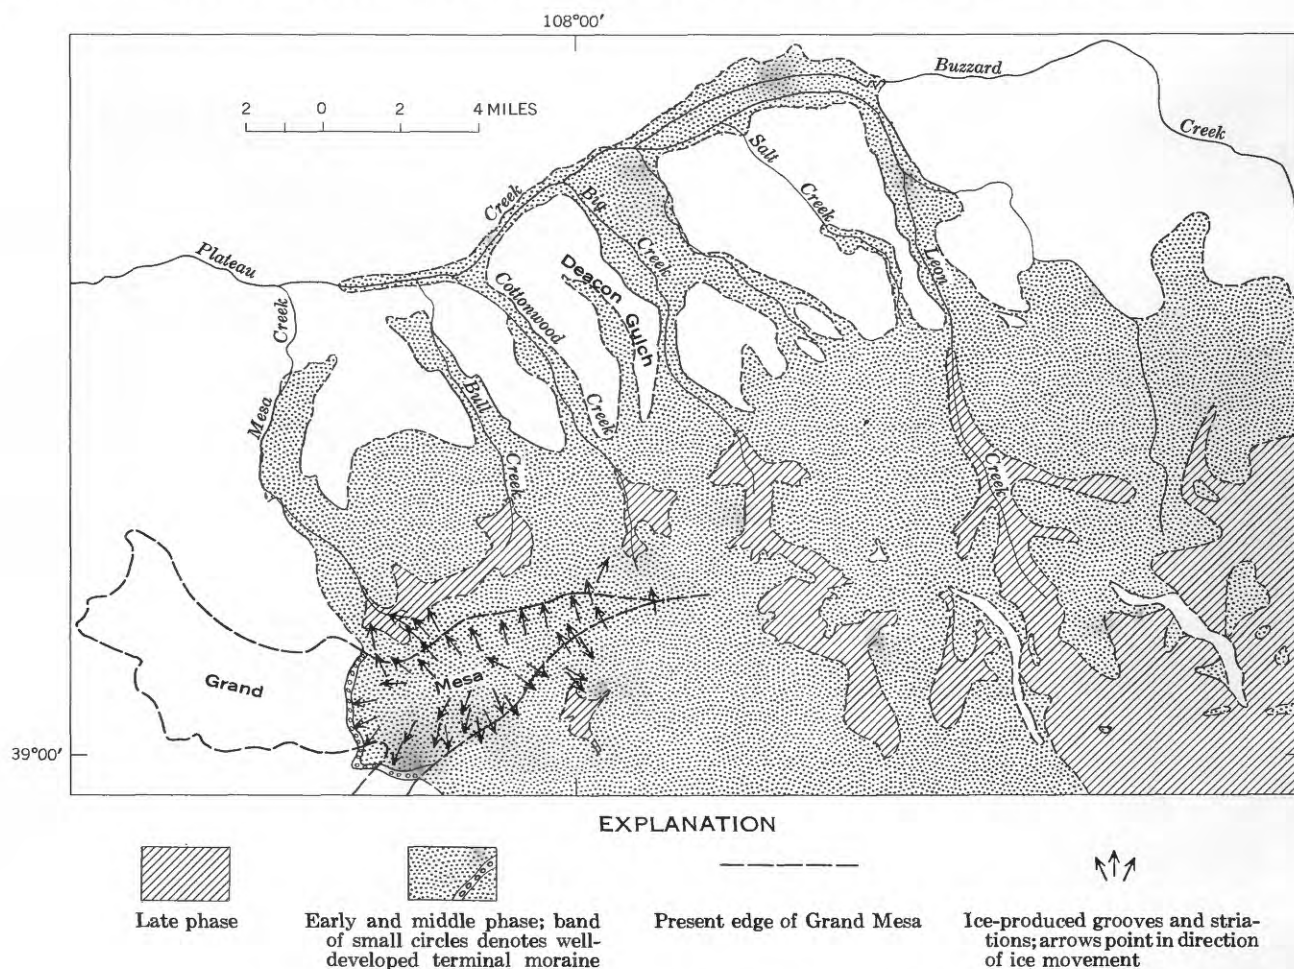 108°00'
2 0 2 4 MILES
Buzzard
Creek
Salt
Creek
Creek
Big
Creek
Plateau
Creek
Deacon Gulch
Cottonwood
Creek
Leon
Creek
Mesa
Bull
Creek
Grand
Mesa
39°00'
EXPLANATION
Late phase
Early and middle phase; band
of small circles denotes well-
developed terminal moraine
Present edge of Grand Mesa
Ice-produced grooves and stria-
tions; arrows point in direction
of ice movement